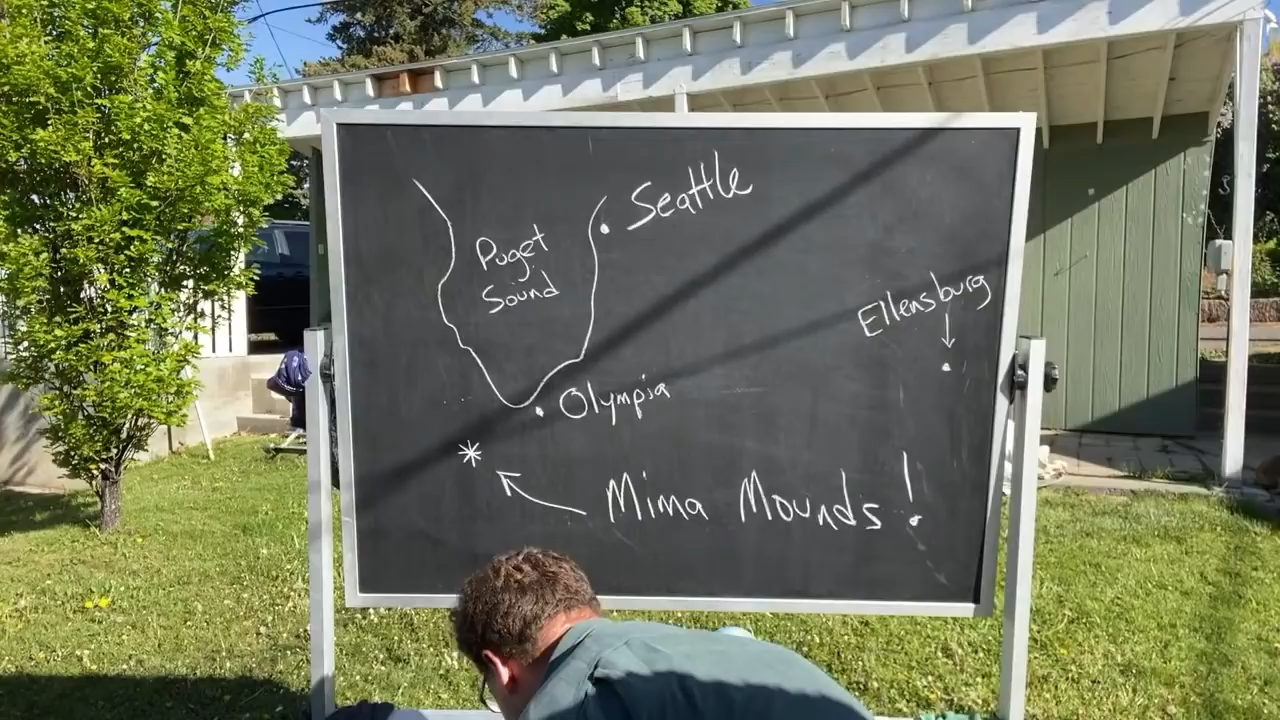 Seattle
Puget
Sound
Ellensburg
Olympia
Mima Mounds!